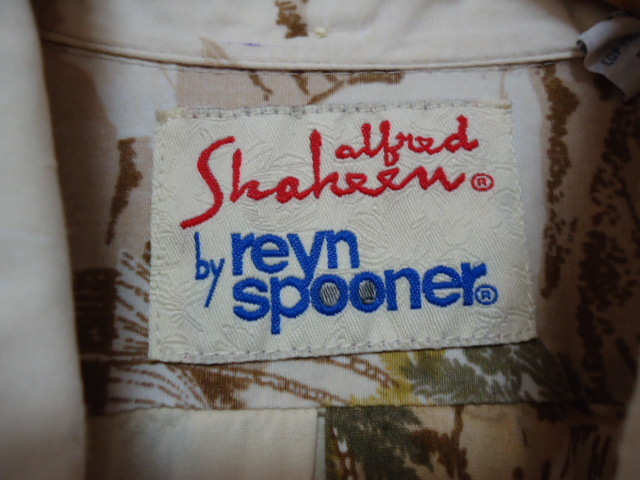 alfred
Shaheen®
by reyn
spooner®